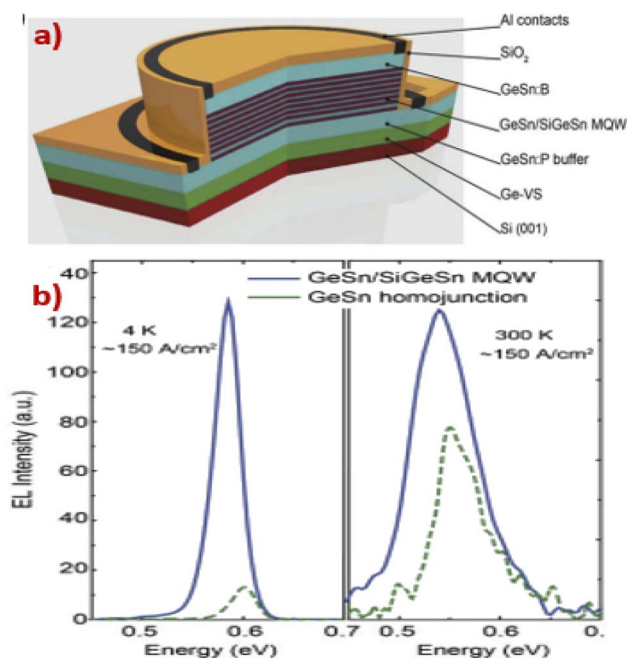 a)
Al contacts
SiO₂
GeSn:B
GeSn/SiGeSn MQW
GeSn:P buffer
Ge-VS
Si (001)
b)
GeSn/SiGeSn MQW
GeSn homojunction
4 K
~150 A/cm²
300 K
~150 A/cm²
EL Intensity (a.u.)
40
120
100
80
60
40
20
0
0.5 0.6 0.7 0.5 0.6 0.
Energy (eV) Energy (eV)